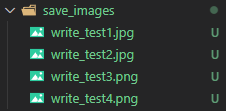 save_images
write_test1.jpg U
write_test2.jpg U
write_test3.png U
write_test4.png U